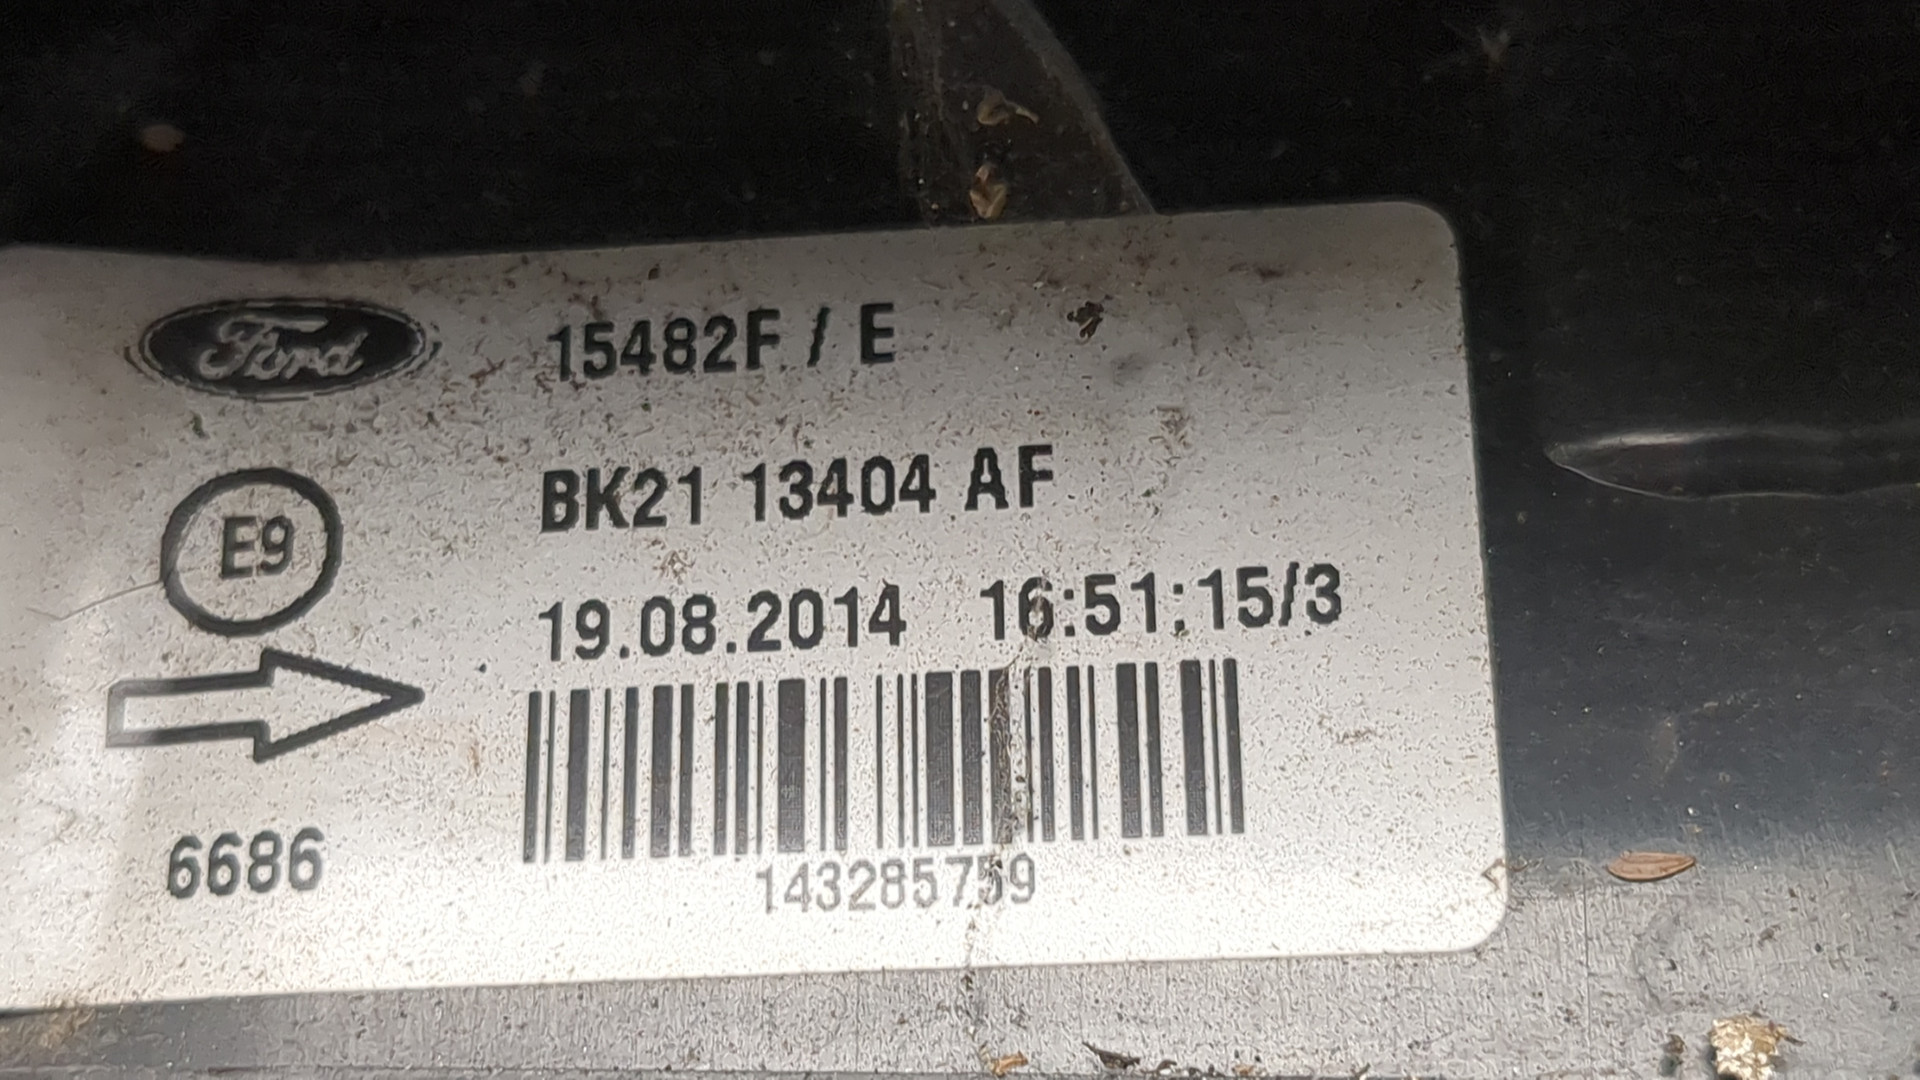 Ford
15482F / E
E9
BK21 13404 AF
19.08.2014 16:51:15/3
6686
143285759